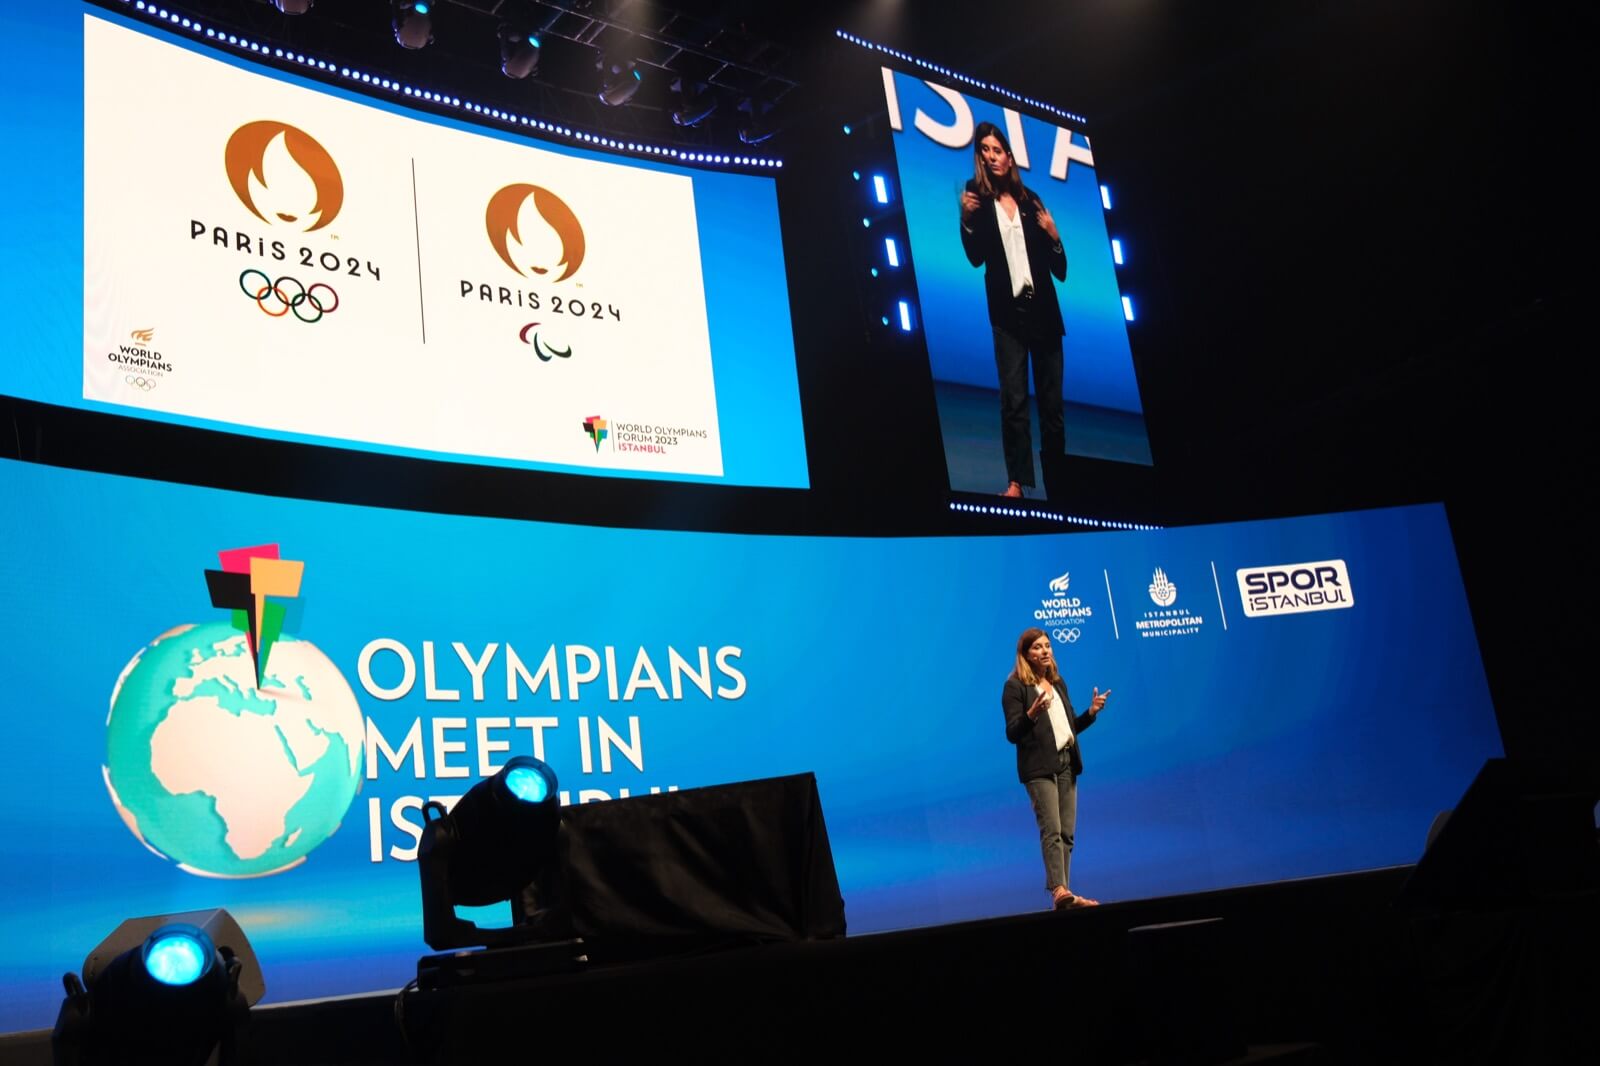 PARiS 2024
PARiS 2024
WORLD
OLYMPIANS
ASSOCIATION
WORLD OLYMPIANS
FORUM 2023
iSTANBUL
ISTA
OLYMPIANS
MEET IN
WORLD
OLYMPIANS
ASSOCIATION
ISTANBUL
METROPOLITAN
MUNICIPALITY
SPOR
iSTANBUL